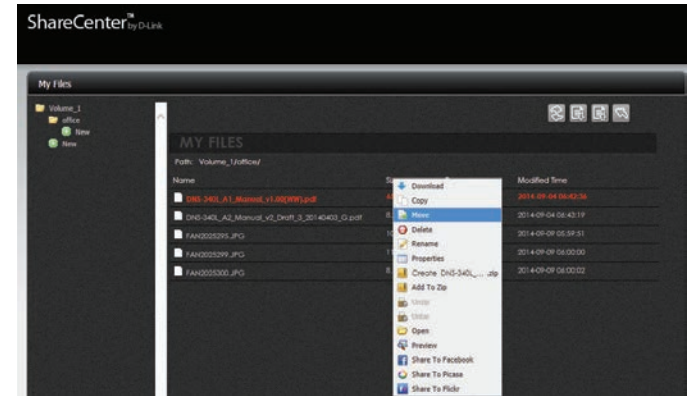 ShareCenter™ by D-Link
My Files
Volume_1
office
New
New
MY FILES
Path: Volume_1/office/
Name
Modified Time
DNS-340L_A1_Manual_v1.00(WW).pdf
2014-09-04 06:42:36
DNS-340L_A2_Manual_v2_Draft_3_20140403_G.pdf
2014-09-04 06:42:19
FAN2025295.JPG
2014-09-09 05:59:51
FAN2025299.JPG
2014-09-09 06:00:00
FAN2025300.JPG
2014-09-09 06:00:02
Download
Copy
Move
Delete
Rename
Properties
Create DNS-340L_... .zip
Add To Zip
Unzip
Untar
Open
Preview
Share To Facebook
Share To Picasa
Share To Flickr